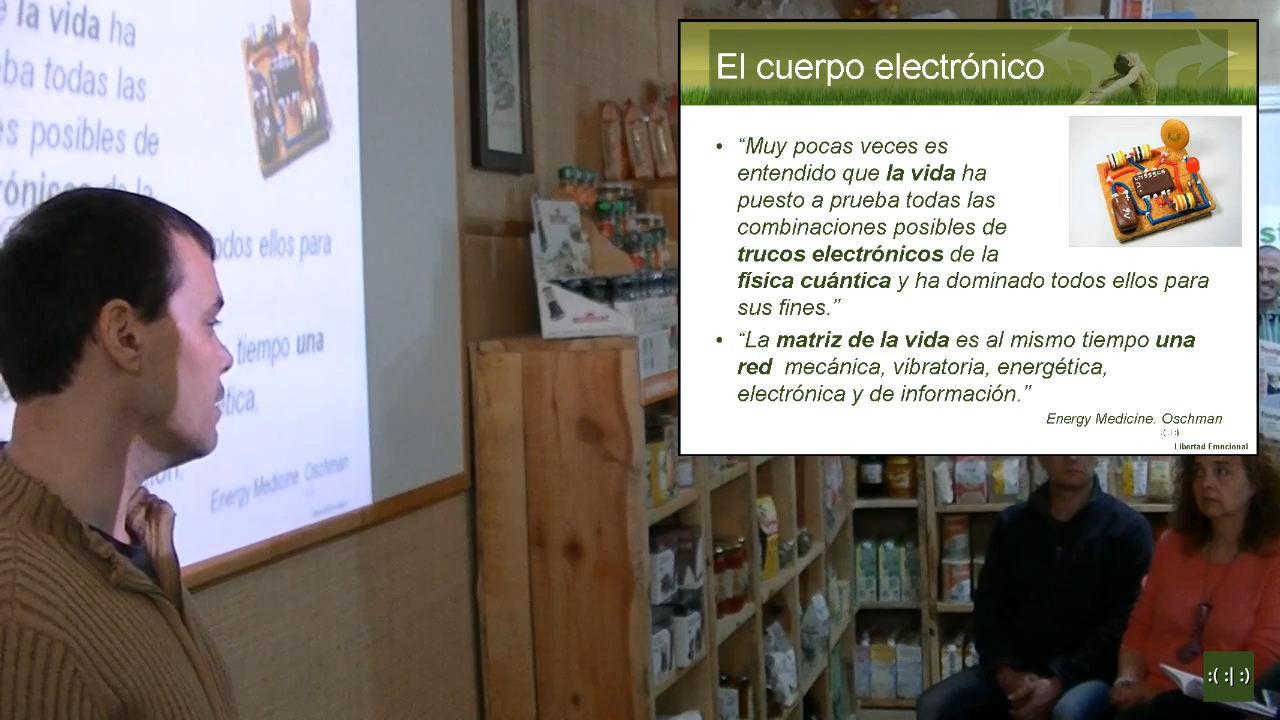 la vida ha
ba todas las
es posibles de
todos ellos para
tiempo una
tica.
Energy Medicine. Oschman
El cuerpo electrónico
• “Muy pocas veces es
entendido que la vida ha
puesto a prueba todas las
combinaciones posibles de
trucos electrónicos de la
física cuántica y ha dominado todos ellos para
sus fines.”
• “La matriz de la vida es al mismo tiempo una
red mecánica, vibratoria, energética,
electrónica y de información.”
Energy Medicine. Oschman
:( :| :)
Libertad Emocional
:( :| :)